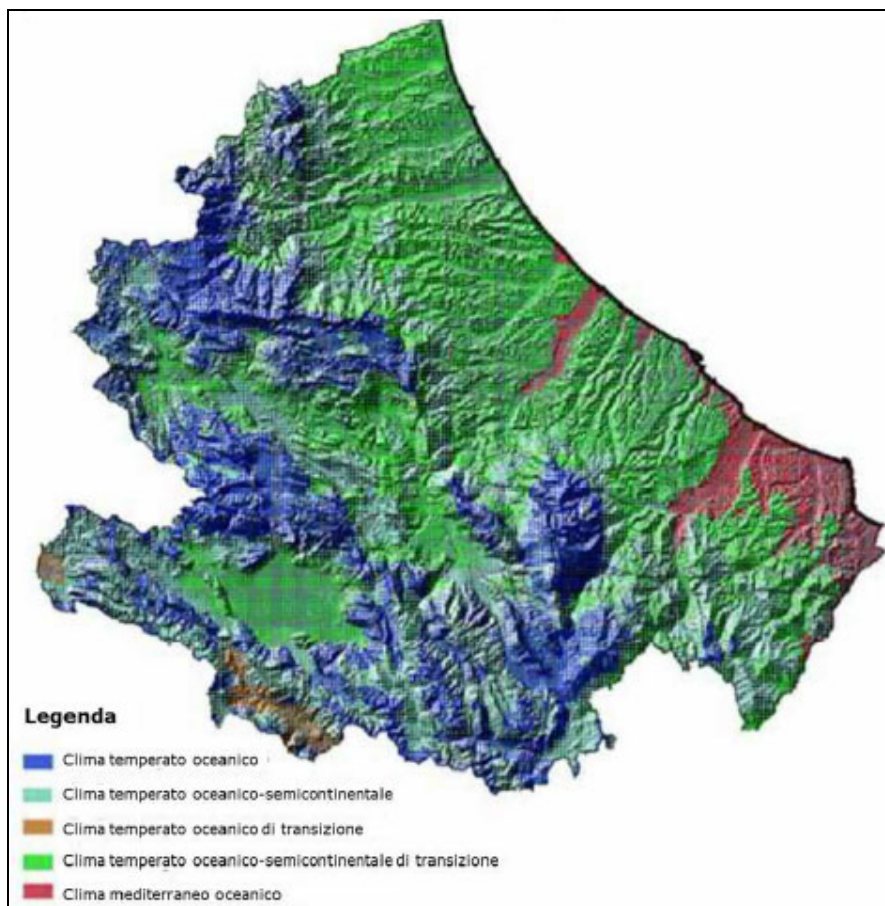 Legenda
Clima temperato oceanico
Clima temperato oceanico-semicontinentale
Clima temperato oceanico di transizione
Clima temperato oceanico-semicontinentale di transizione
Clima mediterraneo oceanico